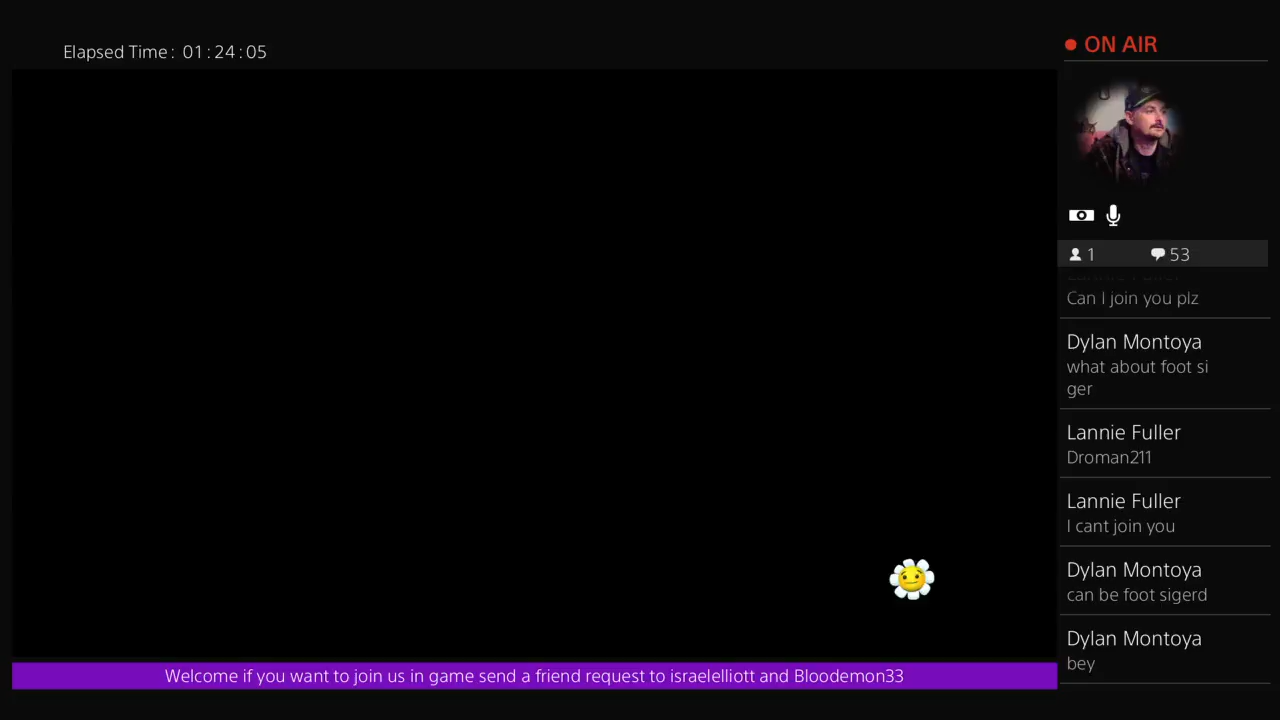 Elapsed Time: 01:24:05
ON AIR
1 53
Can I join you plz
Dylan Montoya
what about foot si
ger
Lannie Fuller
Droman211
Lannie Fuller
I cant join you
Dylan Montoya
can be foot sigerd
Dylan Montoya
bey
Welcome if you want to join us in game send a friend request to israelelliott and Bloodemon33